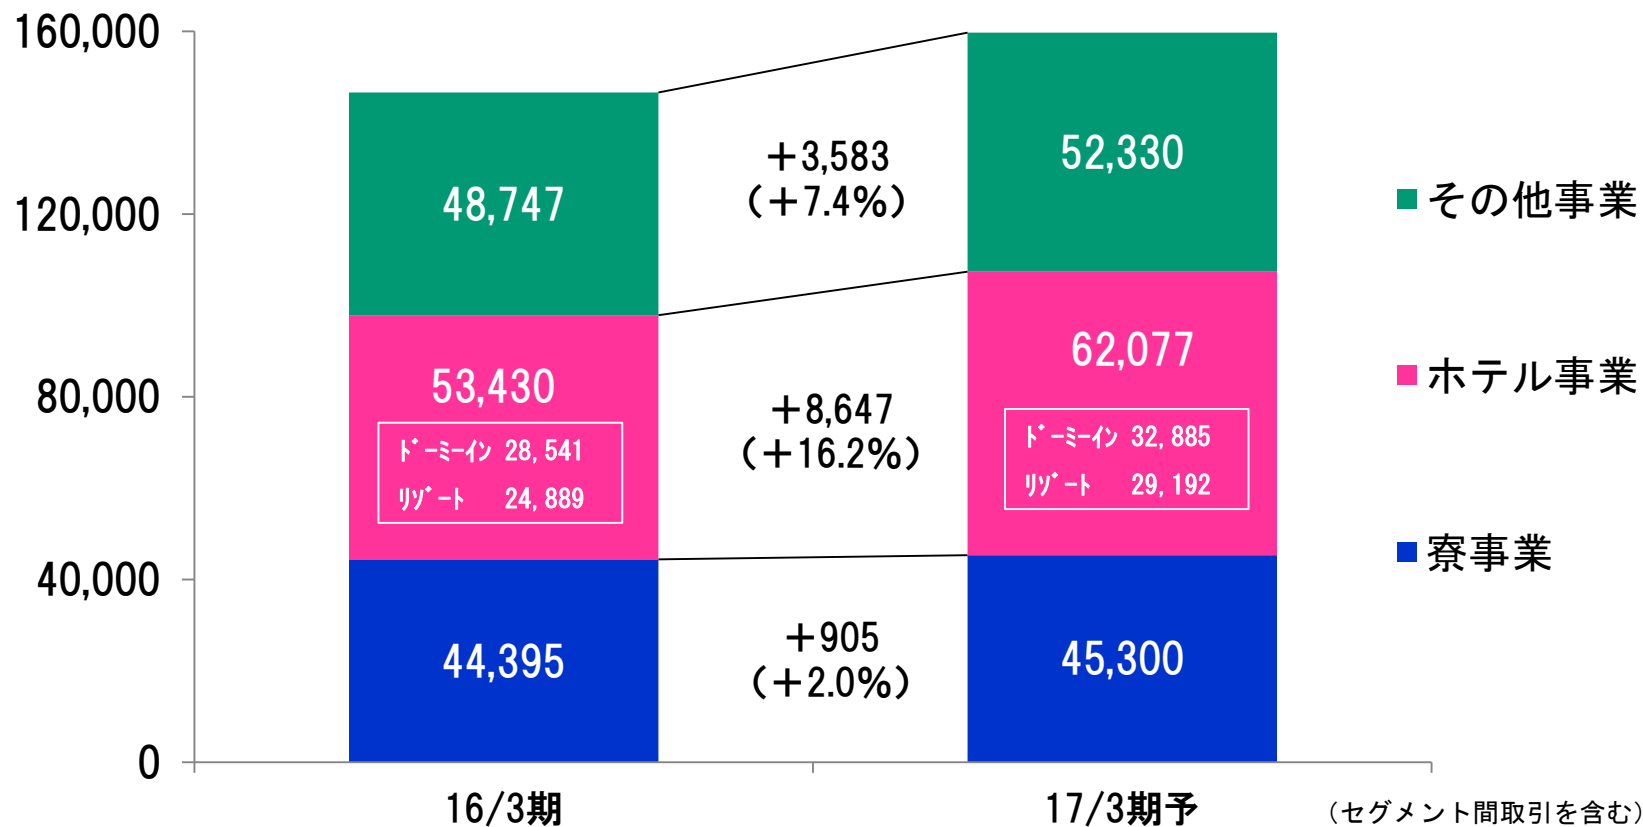 160,000
120,000
80,000
40,000
0
48,747
53,430
ﾄﾞｰﾐｰｲﾝ 28,541
ﾘｿﾞｰﾄ 24,889
44,395
＋3,583
（＋7.4%）
＋8,647
（＋16.2%）
＋905
（＋2.0%）
52,330
62,077
ﾄﾞｰﾐｰｲﾝ 32,885
ﾘｿﾞｰﾄ 29,192
45,300
その他事業
ホテル事業
寮事業
16/3期
17/3期予
（セグメント間取引を含む）